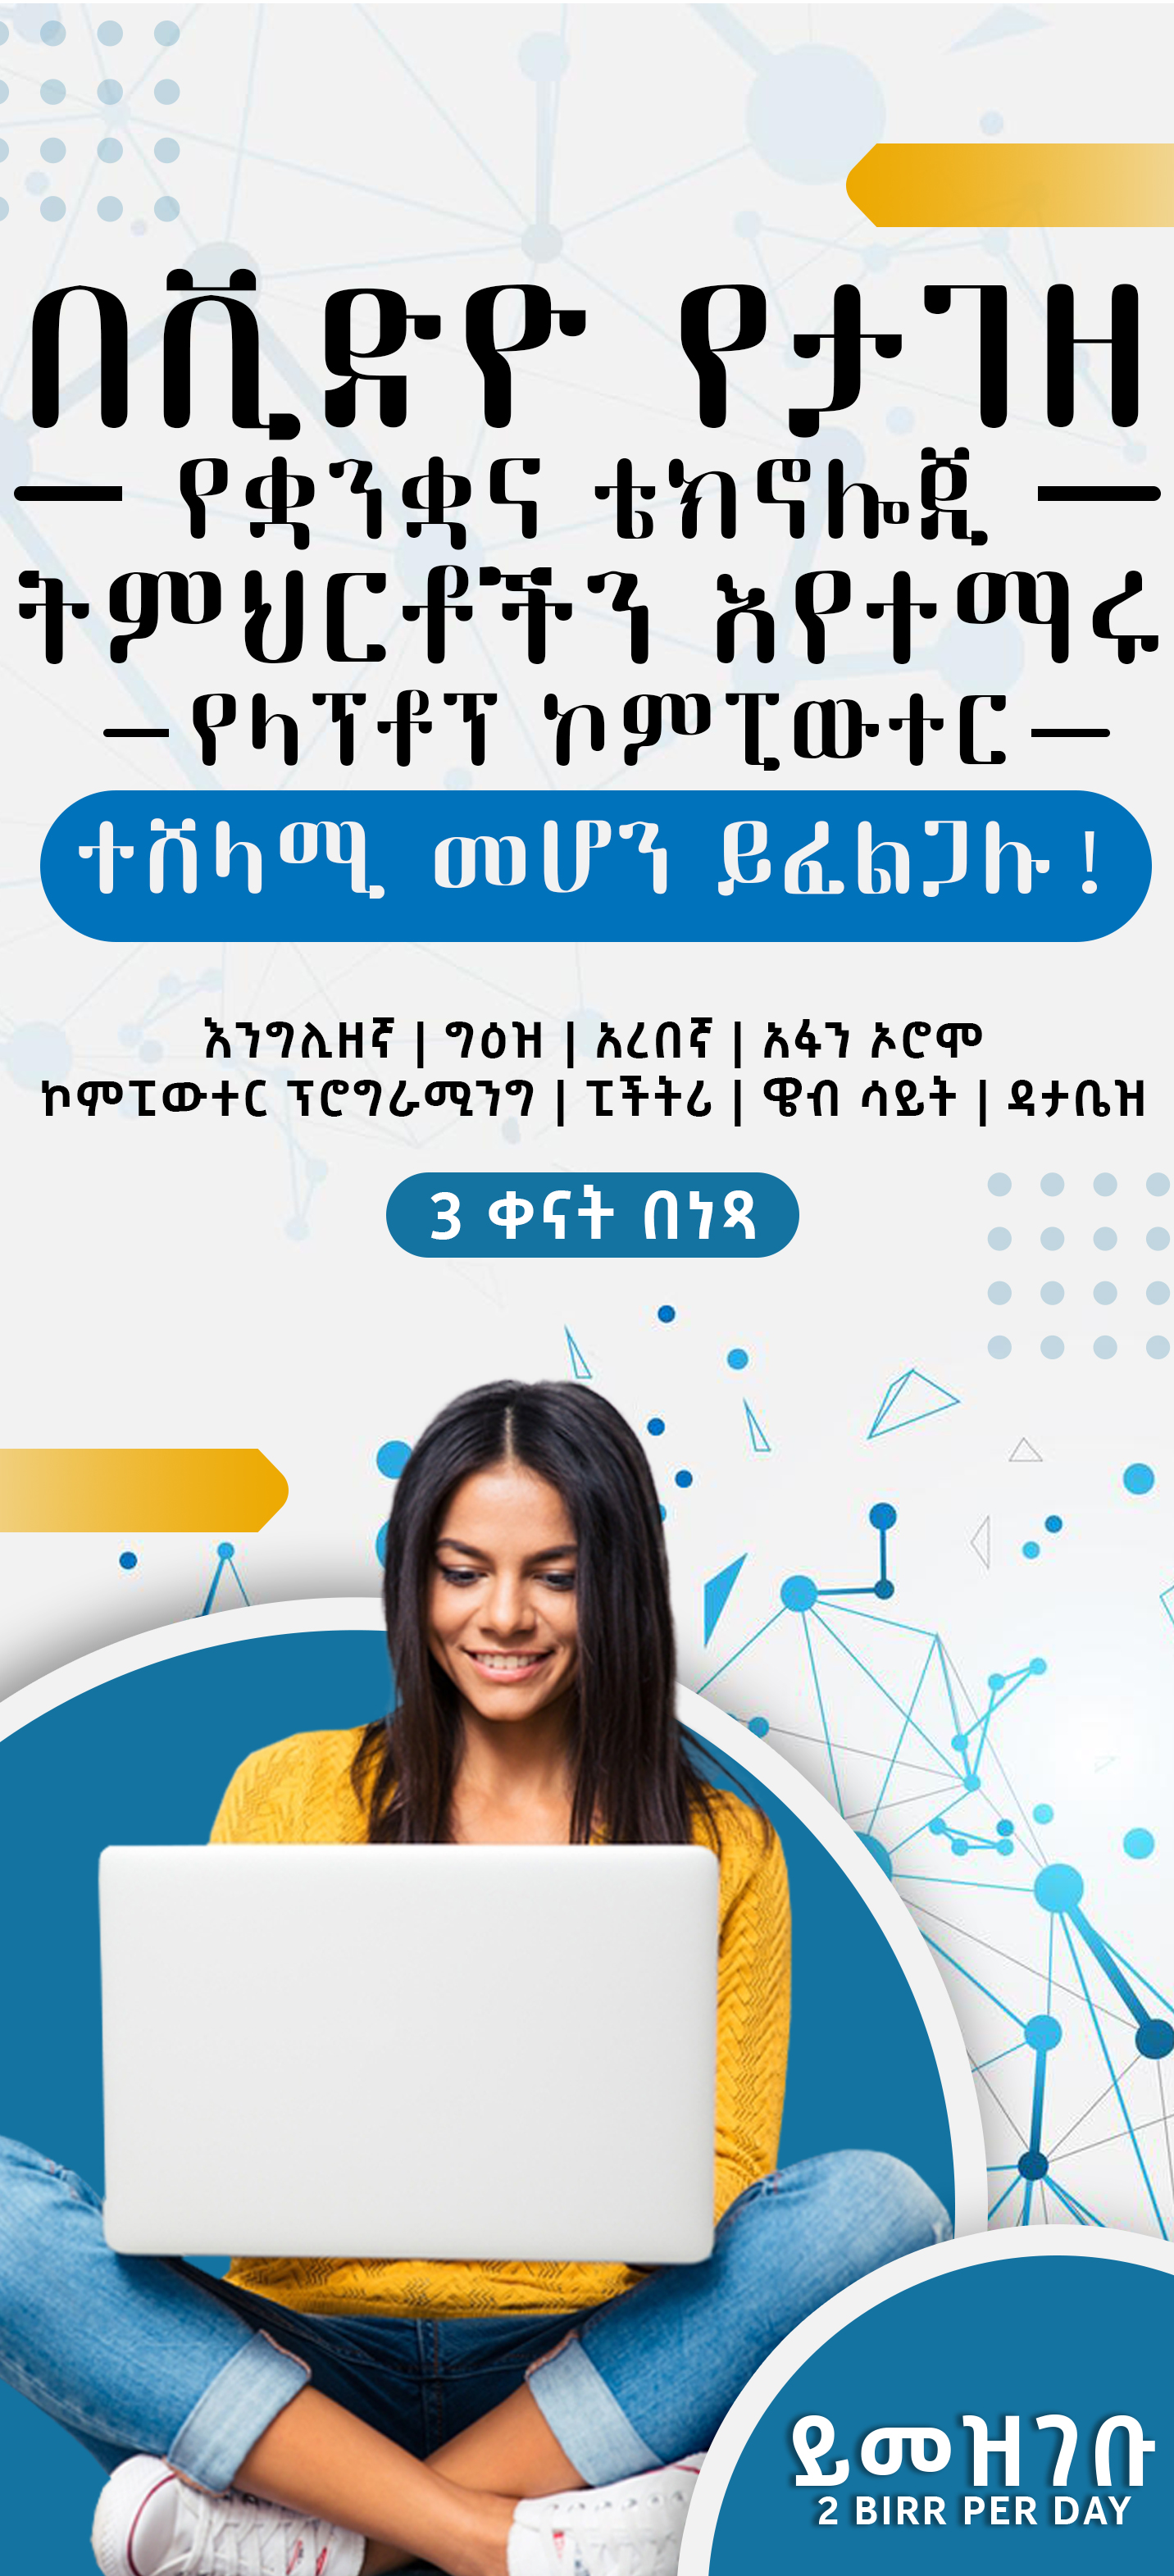 በቪድዮ የታገዘ
የቋንቋና ቴክኖሎጂ
ትምህርቶችን እየተማሩ
የላፕቶፕ ኮምፒውተር
ተሸላሚ መሆን ይፈልጋሉ!
እንግሊዘኛ | ግዕዝ | አረበኛ | አፋን ኦሮሞ
ኮምፒውተር ፕሮግራሚንግ | ፒችትሪ | ዌብ ሳይት | ዳታቤዝ
3 ቀናት በነጻ
ይመዝገቡ
2 BIRR PER DAY